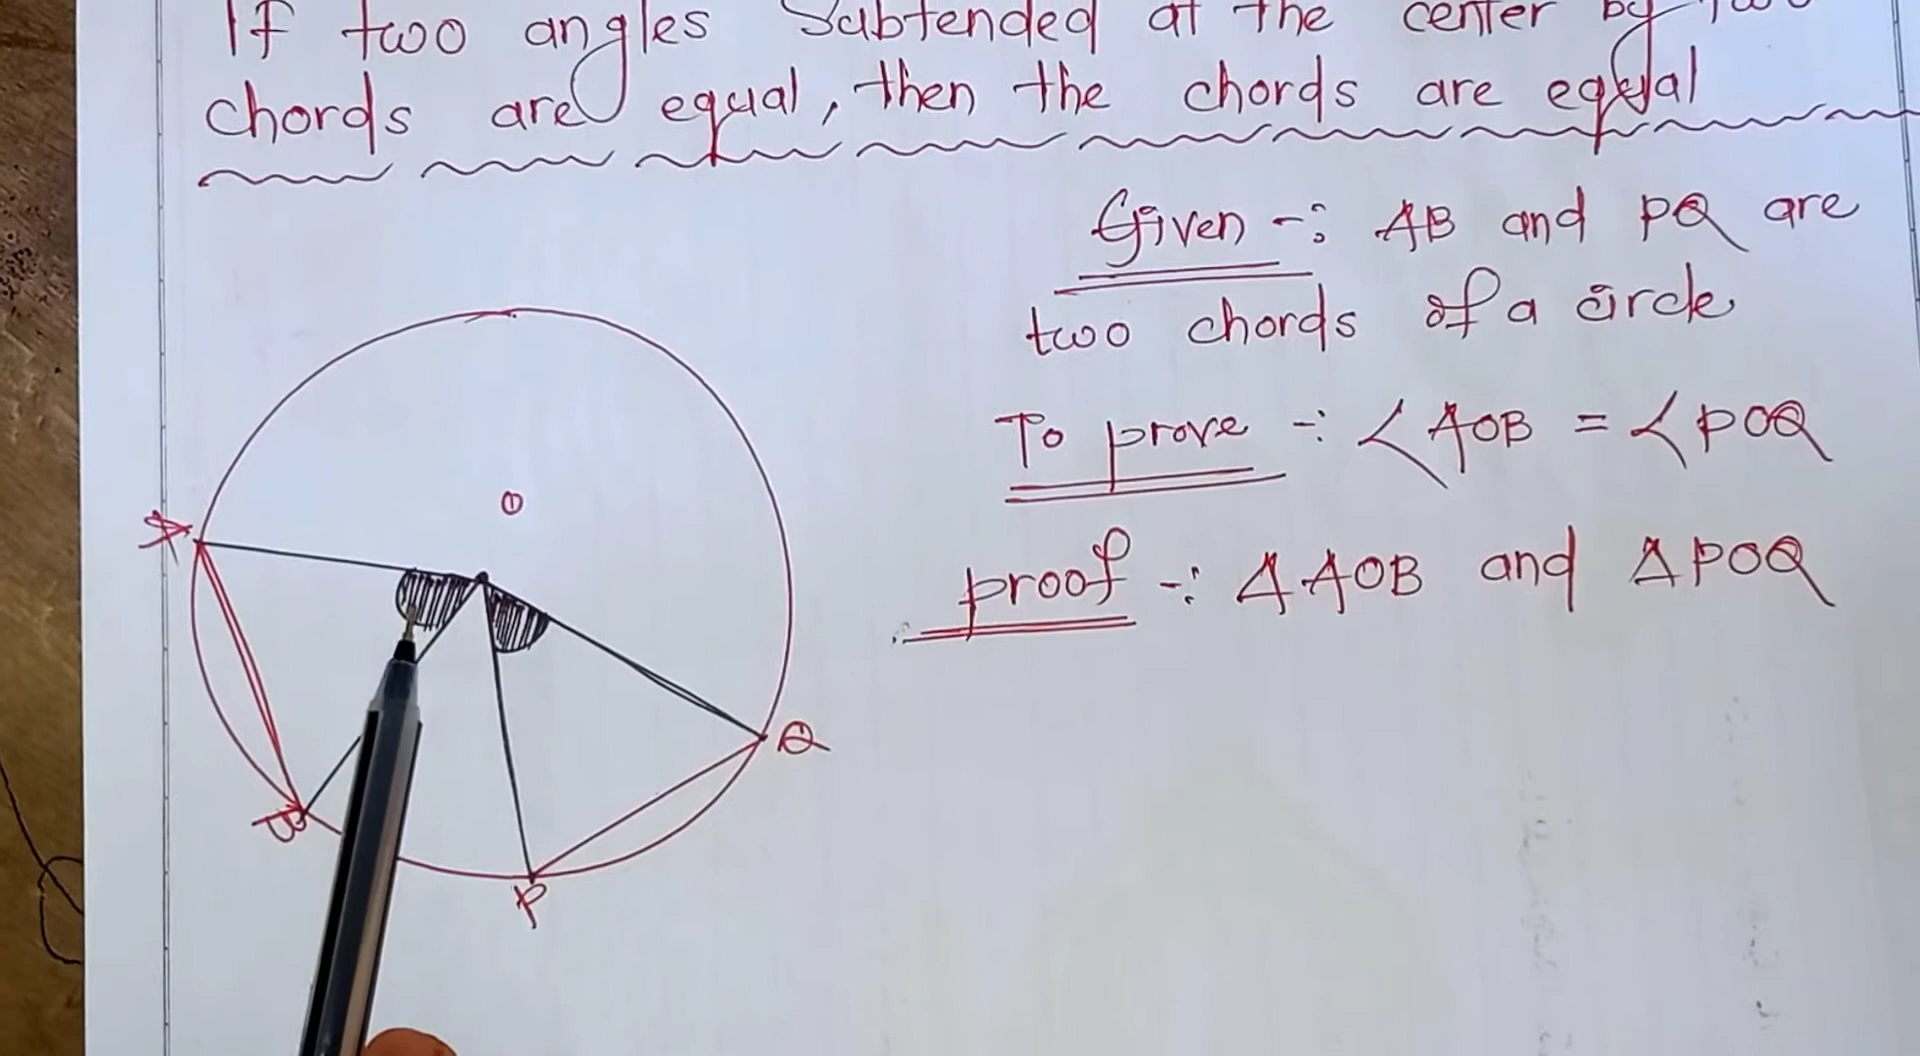 If two angles Subtended at the center by two
chords are equal, then the chords are equal
Given -: AB and PQ are
two chords of a circle
To prove -: <AOB = <POQ
proof -: ΔAOB and ΔPOQ
O
A
B
P
Q